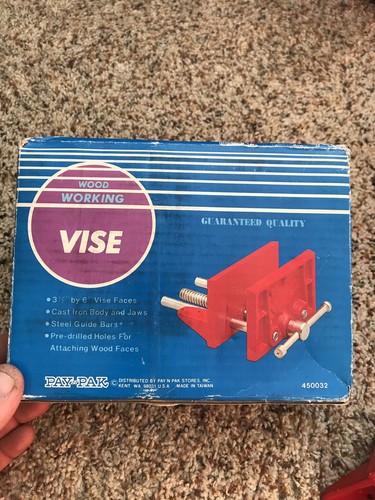 WOOD
WORKING
VISE
GUARANTEED QUALITY
• 3½" by 6" Vise Faces
• Cast Iron Body and Jaws
• Steel Guide Bars
• Pre-drilled Holes For
Attaching Wood Faces
PAY'N-PAK
© DISTRIBUTED BY PAY'N PAK STORES, INC.
KENT, WA. 98031 U.S.A. MADE IN TAIWAN
450032